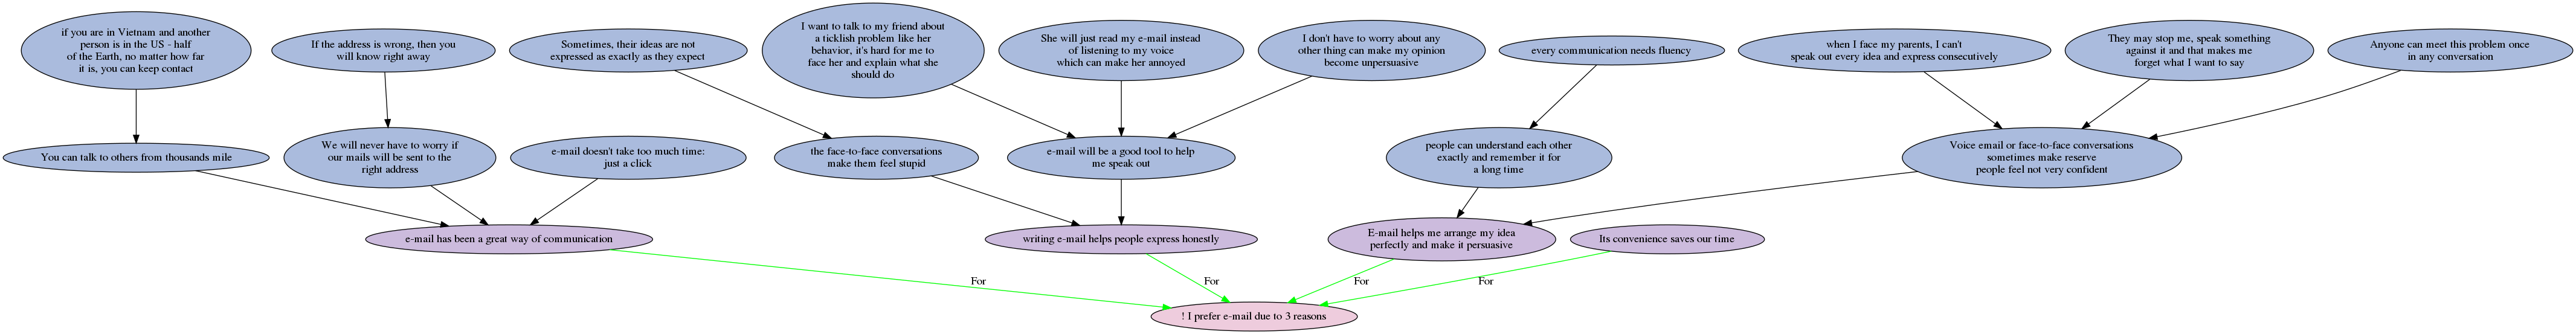 if you are in Vietnam and another
person is in the US - half
of the Earth, no matter how far
it is, you can keep contact
If the address is wrong, then you
will know right away
Sometimes, their ideas are not
expressed as exactly as they expect
I want to talk to my friend about
a ticklish problem like her
behavior, it's hard for me to
face her and explain what she
should do
She will just read my e-mail instead
of listening to my voice
which can make her annoyed
I don't have to worry about any
other thing can make my opinion
become unpersuasive
every communication needs fluency
when I face my parents, I can't
speak out every idea and express consecutively
They may stop me, speak something
against it and that makes me
forget what I want to say
Anyone can meet this problem once
in any conversation
You can talk to others from thousands mile
We will never have to worry if
our mails will be sent to the
right address
e-mail doesn't take too much time:
just a click
the face-to-face conversations
make them feel stupid
e-mail will be a good tool to help
me speak out
people can understand each other
exactly and remember it for
a long time
Voice email or face-to-face conversations
sometimes make reserve
people feel not very confident
e-mail has been a great way of communication
writing e-mail helps people express honestly
E-mail helps me arrange my idea
perfectly and make it persuasive
Its convenience saves our time
For
For
For
For
! I prefer e-mail due to 3 reasons